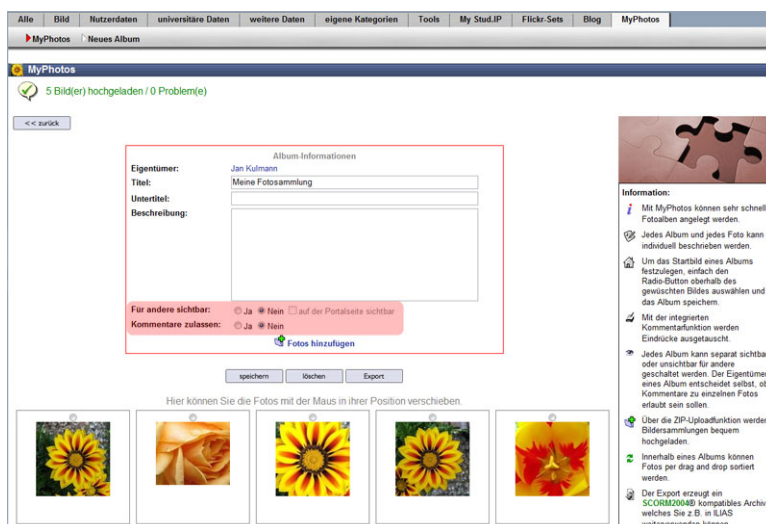 Alle Bild Nutzerdaten universitäre Daten weitere Daten eigene Kategorien Tools My Stud.IP Flickr-Sets Blog MyPhotos
MyPhotos Neues Album
MyPhotos
5 Bild(er) hochgeladen / 0 Problem(e)
<< zurück
Album-Informationen
Eigentümer: Jan Kulmann
Titel: Meine Fotosammlung
Untertitel:
Beschreibung:
Für andere sichtbar: Ja Nein auf der Portalseite sichtbar
Kommentare zulassen: Ja Nein
Fotos hinzufügen
speichern löschen Export
Hier können Sie die Fotos mit der Maus in ihrer Position verschieben.
Information:
Mit MyPhotos können sehr schnell
Fotoalben angelegt werden.
Jedes Album und jedes Foto kann
individuell beschrieben werden.
Um das Startbild eines Albums
festzulegen, einfach den
Radio-Button oberhalb des
gewüschten Bildes auswählen und
das Album speichern.
Mit der integrierten
Kommentarfunktion werden
Eindrücke ausgetauscht.
Jedes Album kann separat sichtbar
oder unsichtbar für andere
geschaltet werden. Der Eigentümer
eines Album entscheidet selbst, ob
Kommentare zu einzelnen Fotos
erlaubt sein sollen.
Über die ZIP-Uploadfunktion werden
Bildersammlungen bequem
hochgeladen.
Innerhalb eines Albums können
Fotos per drag and drop sortiert
werden.
Der Export erzeugt ein
SCORM2004® kompatibles Archiv
welches Sie z.B. in ILIAS
weiterverwenden können